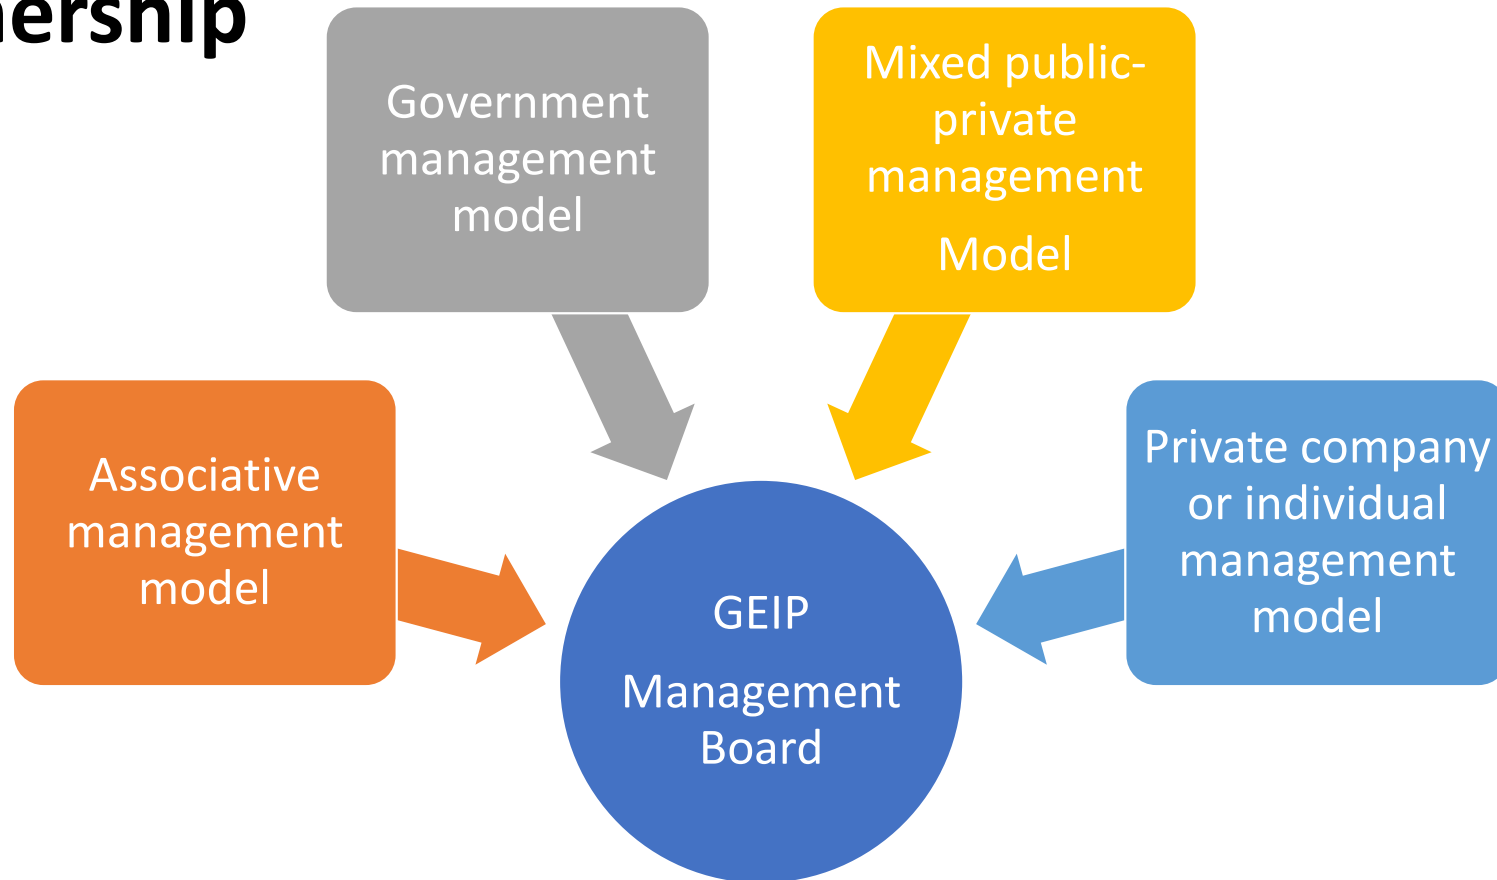 nership
Government
management
model
Mixed public-
private
management
Model
Associative
management
model
Private company
or individual
management
model
GEIP
Management
Board